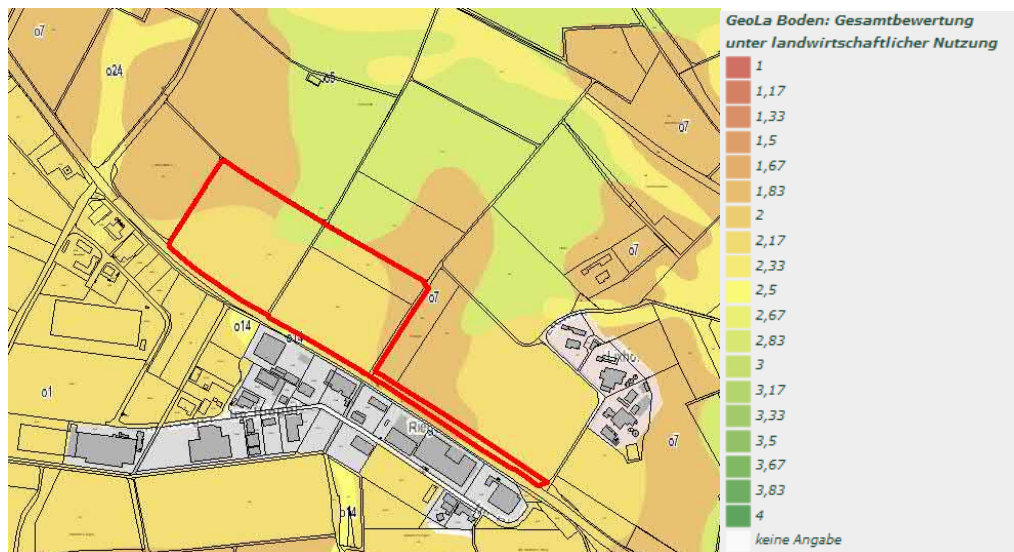 GeoLa Boden: Gesamtbewertung
unter landwirtschaftlicher Nutzung
1
1,17
1,33
1,5
1,67
1,83
2
2,17
2,33
2,5
2,67
2,83
3
3,17
3,33
3,5
3,67
3,83
4
keine Angabe
o7
o24
o5
o7
o7
o7
o14
o14
o1
o7
o14